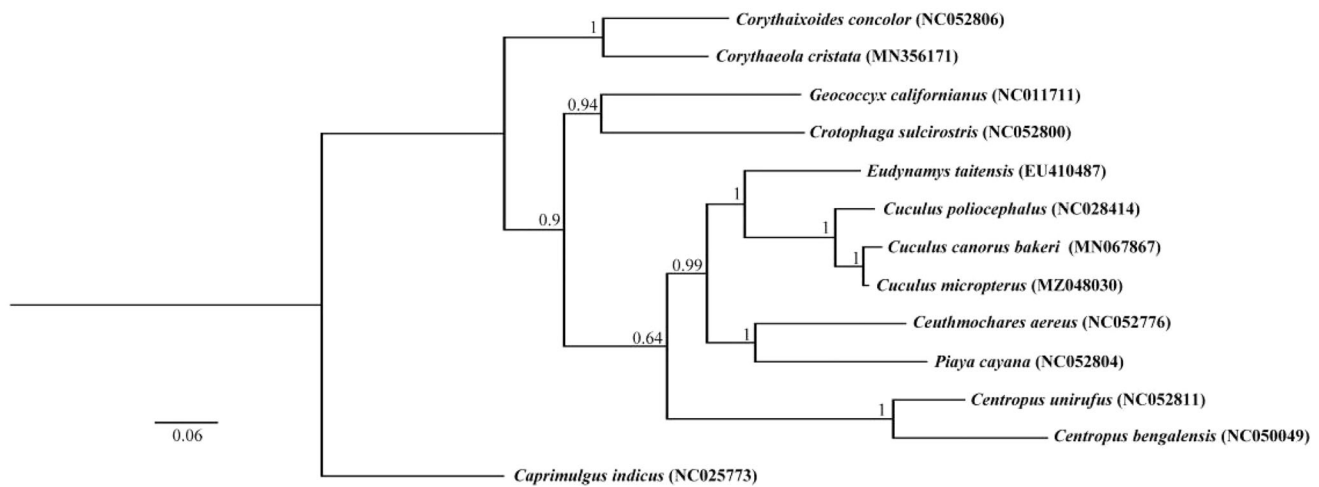 1
Corythaixoides concolor (NC052806)
Corythaeola cristata (MN356171)
0.94
Geococcyx californianus (NC011711)
Crotophaga sulcirostris (NC052800)
0.9
1
Eudynamys taitensis (EU410487)
1
Cuculus poliocephalus (NC028414)
1
Cuculus canorus bakeri (MN067867)
Cuculus micropterus (MZ048030)
0.99
1
Ceuthmochares aereus (NC052776)
Piaya cayana (NC052804)
0.64
1
Centropus unirufus (NC052811)
Centropus bengalensis (NC050049)
0.06
Caprimulgus indicus (NC025773)